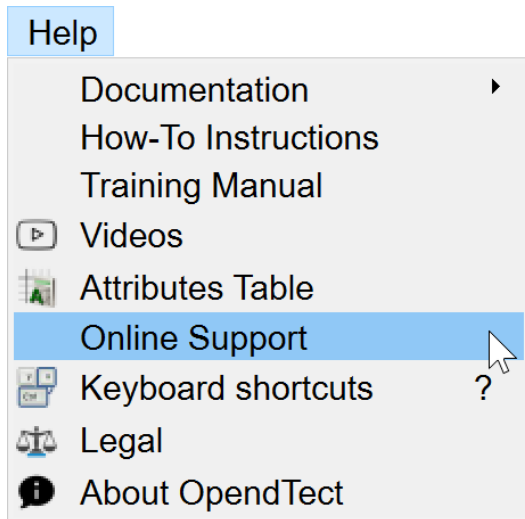 Help
Documentation
How-To Instructions
Training Manual
Videos
Attributes Table
Online Support
Keyboard shortcuts ?
Legal
About OpendTect